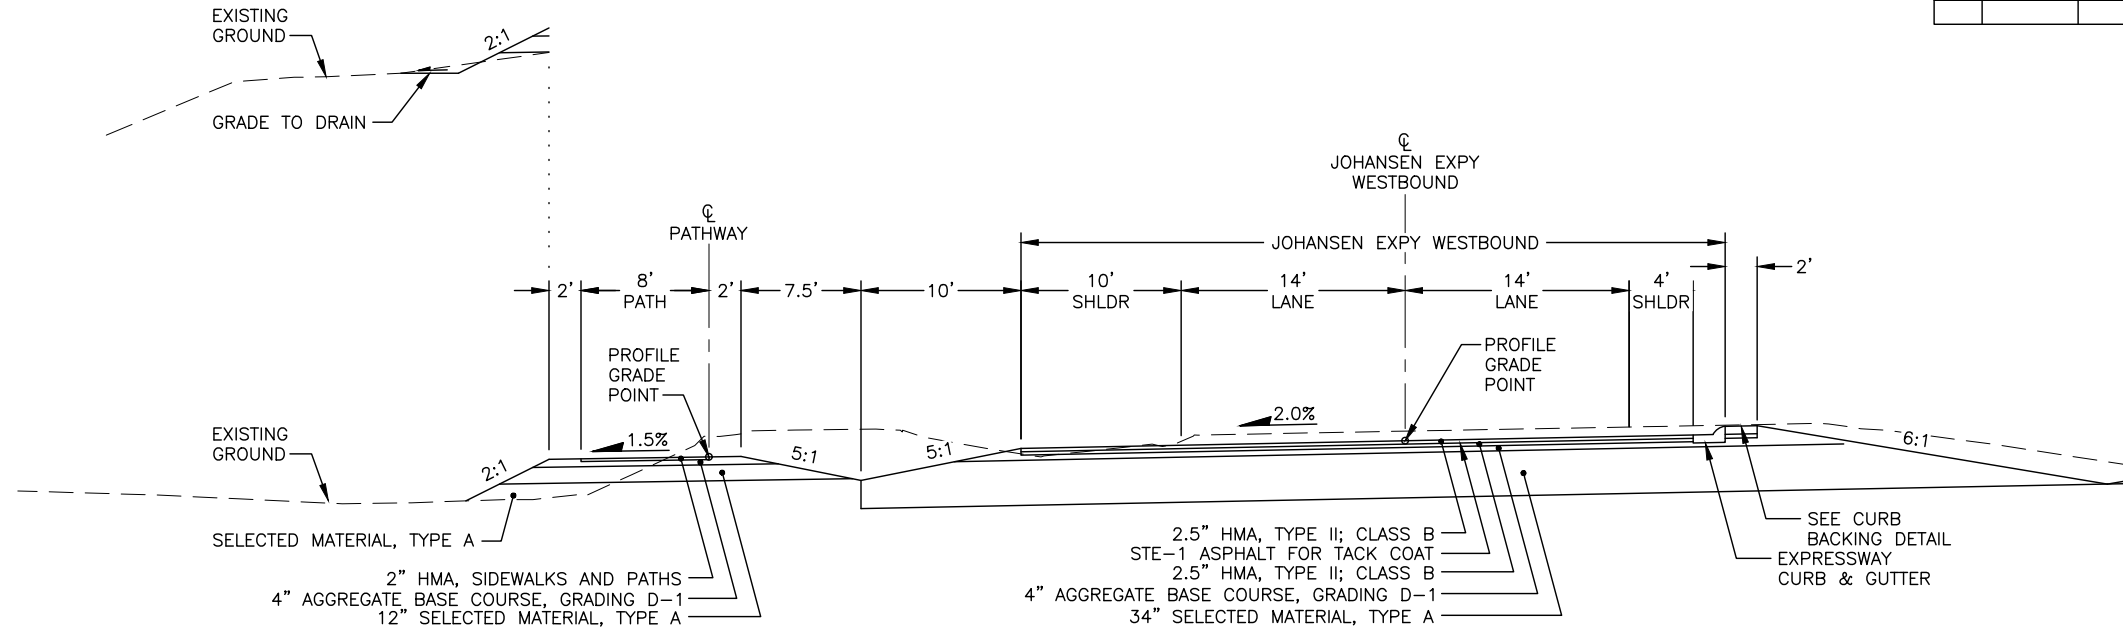 EXISTING
GROUND
2:1
GRADE TO DRAIN
℄
JOHANSEN EXPY
WESTBOUND
℄
PATHWAY
JOHANSEN EXPY WESTBOUND
2'
2'
8'
PATH
2'
7.5'
10'
10'
SHLDR
14'
LANE
14'
LANE
4'
SHLDR
PROFILE
GRADE
POINT
PROFILE
GRADE
POINT
EXISTING
GROUND
1.5%
2.0%
2:1
5:1
5:1
6:1
SELECTED MATERIAL, TYPE A
2" HMA, SIDEWALKS AND PATHS
4" AGGREGATE BASE COURSE, GRADING D-1
12" SELECTED MATERIAL, TYPE A
2.5" HMA, TYPE II; CLASS B
STE-1 ASPHALT FOR TACK COAT
2.5" HMA, TYPE II; CLASS B
4" AGGREGATE BASE COURSE, GRADING D-1
34" SELECTED MATERIAL, TYPE A
SEE CURB
BACKING DETAIL
EXPRESSWAY
CURB & GUTTER